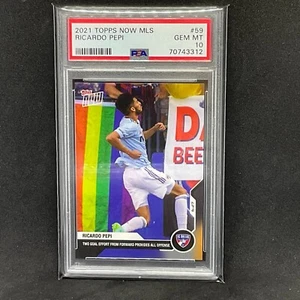 2021 TOPPS NOW MLS #59
RICARDO PEPI GEM MT
PSA 10
70743312
TOPPS NOW
DA
BEE
RICARDO PEPI
TWO GOAL EFFORT FROM FORWARD PROVIDES ALL OFFENSE